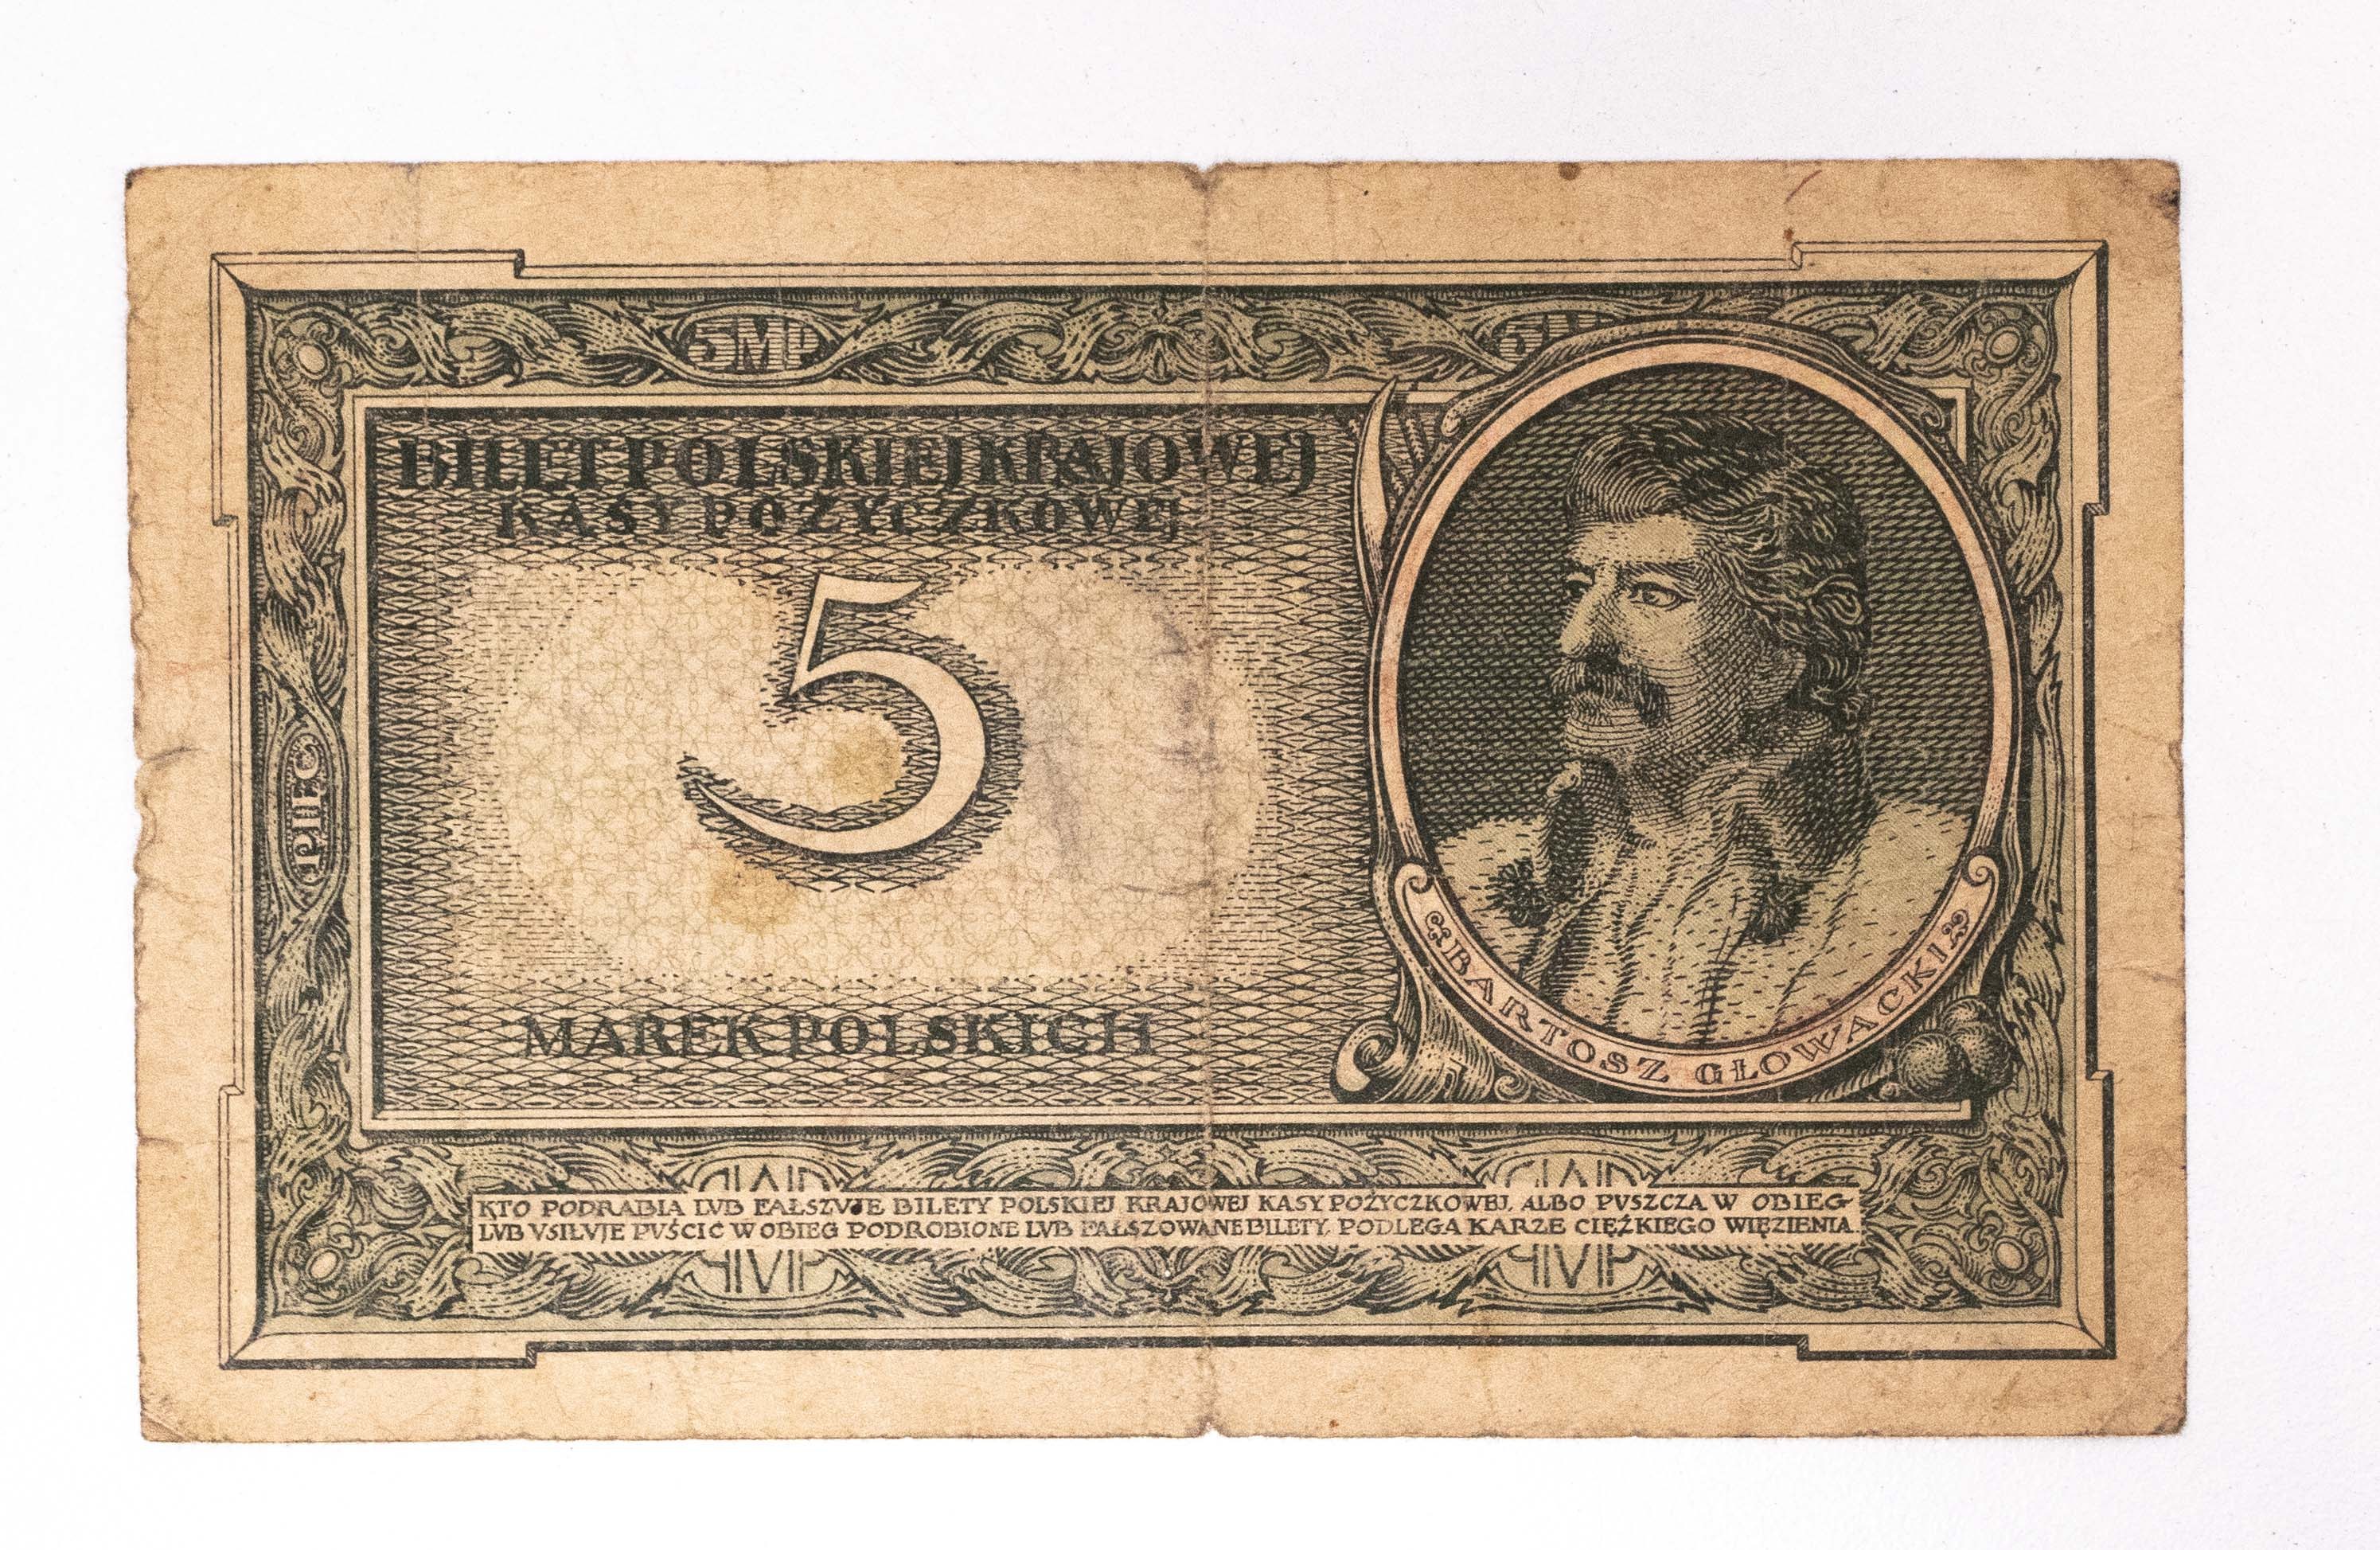 5MP
BILET POLSKIEJ KRAJOWEJ
KASY POŻYCZKOWEJ
5
PIĘĆ
MAREK POLSKICH
BARTOSZ GŁOWACKI
KTO PODRABIA LVB FAŁSZVJE BILETY POLSKIEJ KRAJOWEJ KASY POŻYCZKOWEJ, ALBO PVSZCZA W OBIEG
LVB VSIŁVJE PVŚCIĆ W OBIEG PODROBIONE LVB FAŁSZOWANE BILETY, PODLEGA KARZE CIĘŻKIEGO WIĘZIENIA.